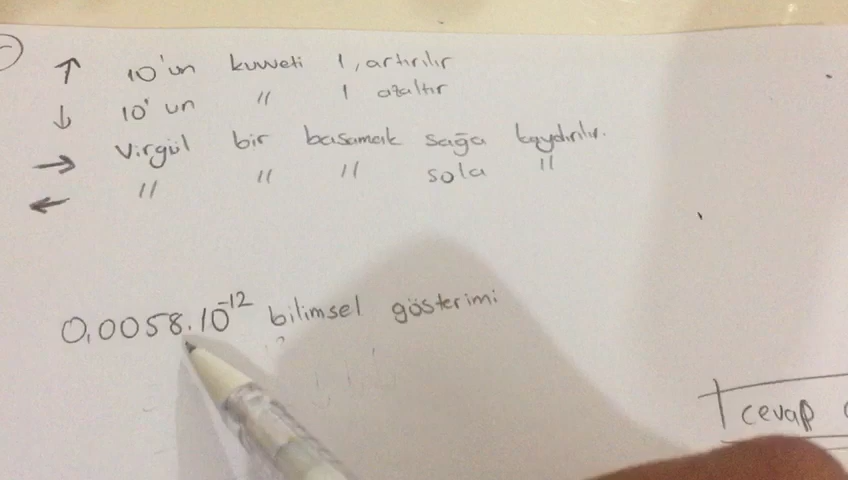 ↑ 10'un kuvveti 1, artırılır
↓ 10'un " 1 azaltır
→ Virgül bir basamak sağa kaydırılır.
← " " " sola "
0,0058.10⁻¹² bilimsel gösterimi
cevap